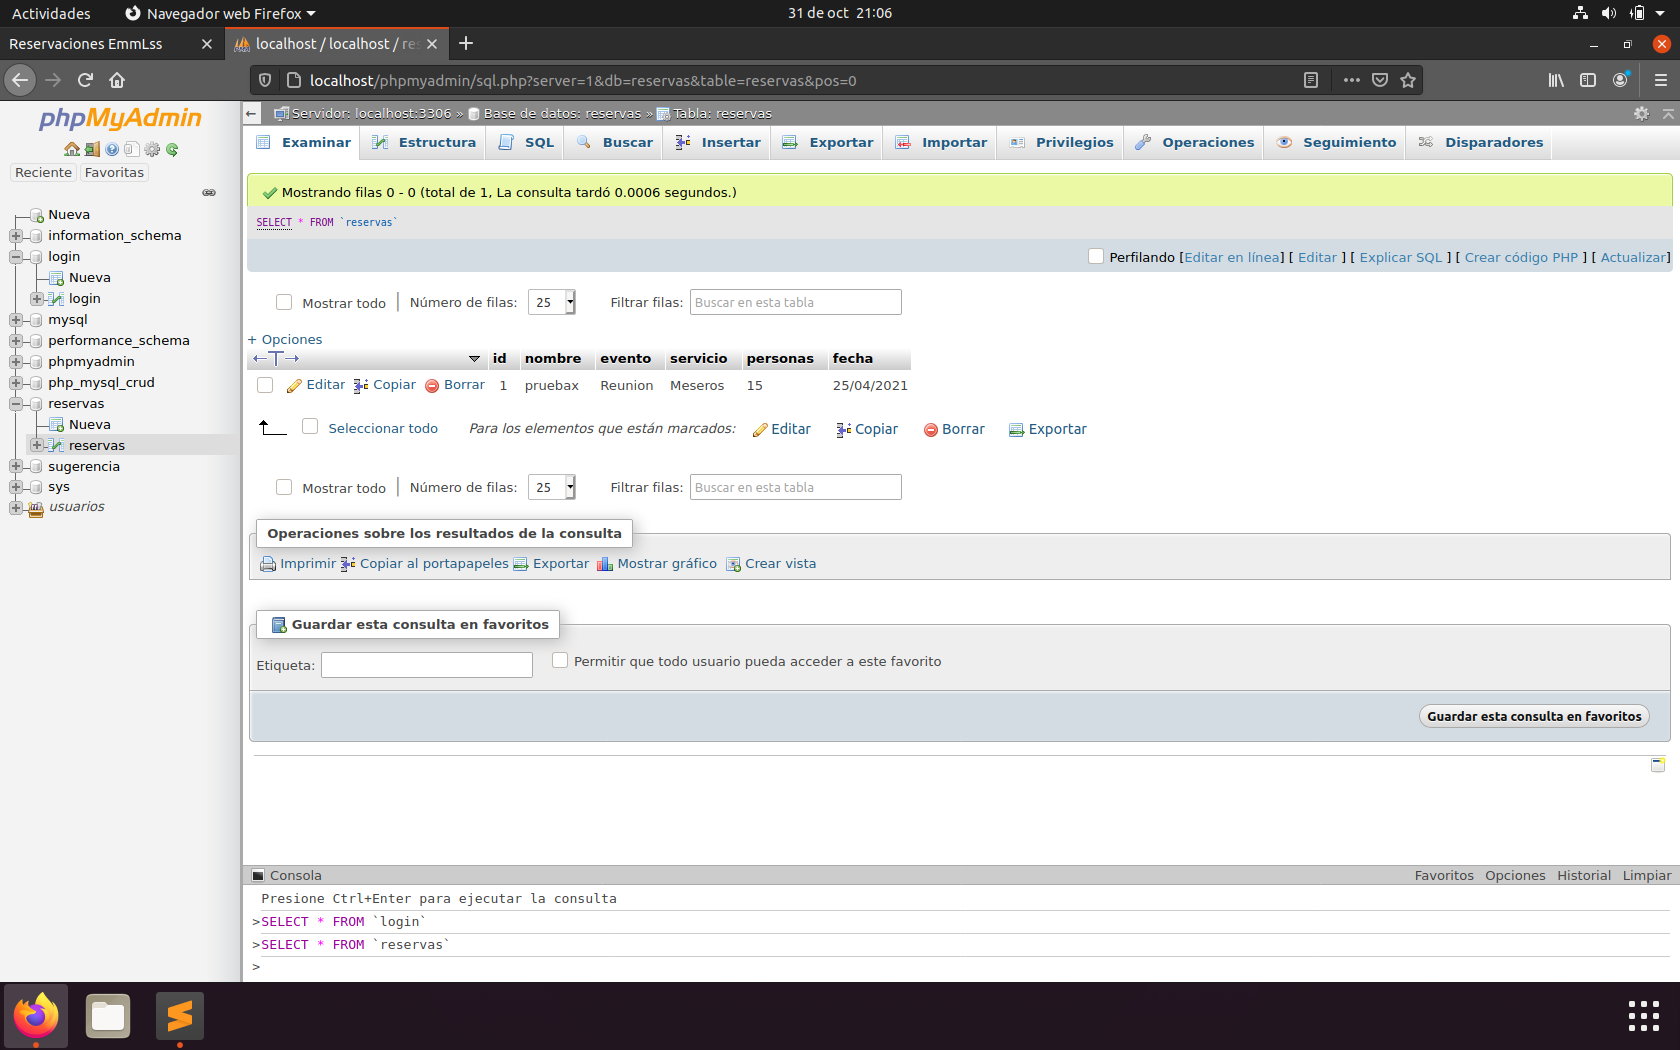 Actividades
Navegador web Firefox
31 de oct 21:06
Reservaciones EmmLss
localhost / localhost / res
localhost/phpmyadmin/sql.php?server=1&db=reservas&table=reservas&pos=0
phpMyAdmin
Reciente Favoritas
Nueva
information_schema
login
Nueva
login
mysql
performance_schema
phpmyadmin
php_mysql_crud
reservas
Nueva
reservas
sugerencia
sys
usuarios
Servidor: localhost:3306 » Base de datos: reservas » Tabla: reservas
Examinar Estructura SQL Buscar Insertar Exportar Importar Privilegios Operaciones Seguimiento Disparadores
Mostrando filas 0 - 0 (total de 1, La consulta tardó 0.0006 segundos.)
SELECT * FROM `reservas`
Perfilando [Editar en línea] [ Editar ] [ Explicar SQL ] [ Crear código PHP ] [ Actualizar]
Mostrar todo Número de filas: 25 Filtrar filas: Buscar en esta tabla
+ Opciones
←T→ id nombre evento servicio personas fecha
Editar Copiar Borrar 1 pruebax Reunion Meseros 15 25/04/2021
Seleccionar todo Para los elementos que están marcados: Editar Copiar Borrar Exportar
Mostrar todo Número de filas: 25 Filtrar filas: Buscar en esta tabla
Operaciones sobre los resultados de la consulta
Imprimir Copiar al portapapeles Exportar Mostrar gráfico Crear vista
Guardar esta consulta en favoritos
Etiqueta: Permitir que todo usuario pueda acceder a este favorito
Guardar esta consulta en favoritos
Consola Favoritos Opciones Historial Limpiar
Presione Ctrl+Enter para ejecutar la consulta
>SELECT * FROM `login`
>SELECT * FROM `reservas`
>